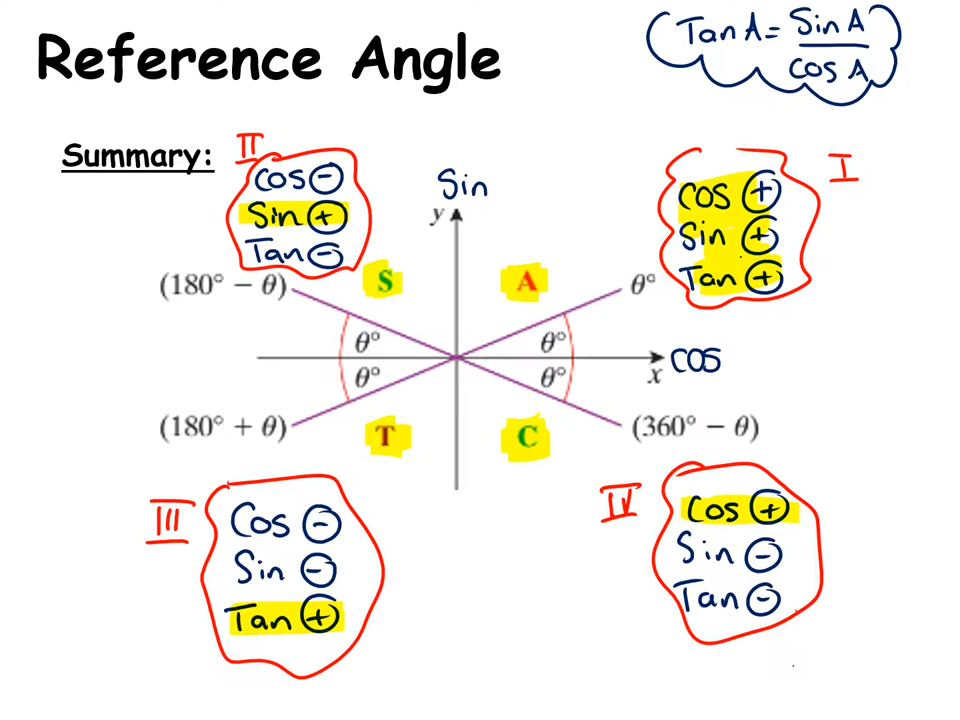 Reference Angle
Tan A = Sin A / Cos A
Summary:
II
Cos ⊖
Sin ⊕
Tan ⊖
Sin
y
I
Cos ⊕
Sin ⊕
Tan ⊕
(180° − θ)
S
A
θ°
θ°
θ°
θ°
θ°
x
Cos
(180° + θ)
T
C
(360° − θ)
III
Cos ⊖
Sin ⊖
Tan ⊕
IV
Cos ⊕
Sin ⊖
Tan ⊖